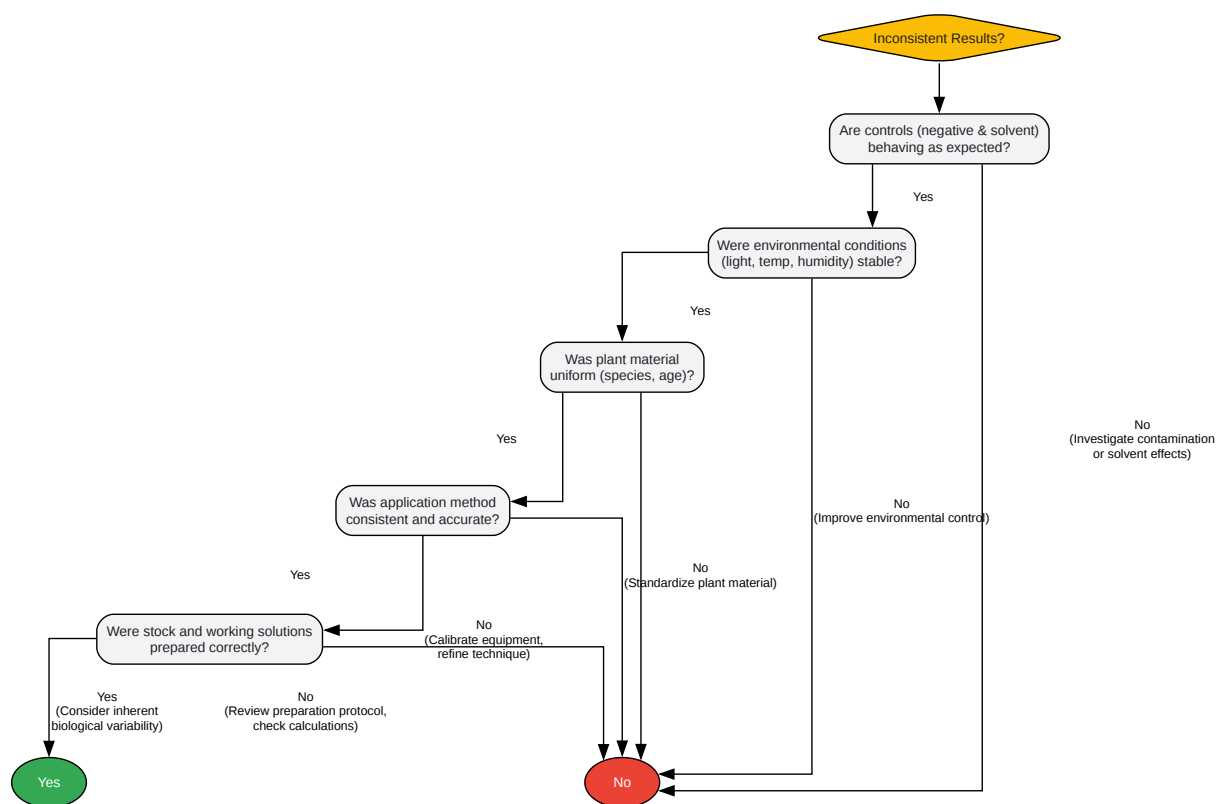 Inconsistent Results?
Are controls (negative & solvent)
behaving as expected?
Yes
Were environmental conditions
(light, temp, humidity) stable?
Yes
Was plant material
uniform (species, age)?
No
(Investigate contamination
or solvent effects)
Yes
Was application method
consistent and accurate?
No
(Improve environmental control)
No
(Standardize plant material)
Yes
Were stock and working solutions
prepared correctly?
No
(Calibrate equipment,
refine technique)
Yes
(Consider inherent
biological variability)
No
(Review preparation protocol,
check calculations)
Yes
No